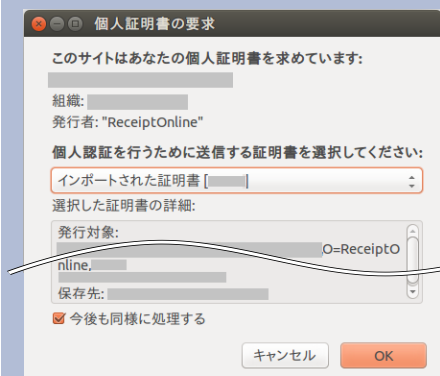 個人証明書の要求
このサイトはあなたの個人証明書を求めています:
組織:
発行者: "ReceiptOnline"
個人認証を行うために送信する証明書を選択してください:
インポートされた証明書 [ ]
選択した証明書の詳細:
発行対象:
,O=ReceiptO
nline,
保存先:
今後も同様に処理する
キャンセル OK